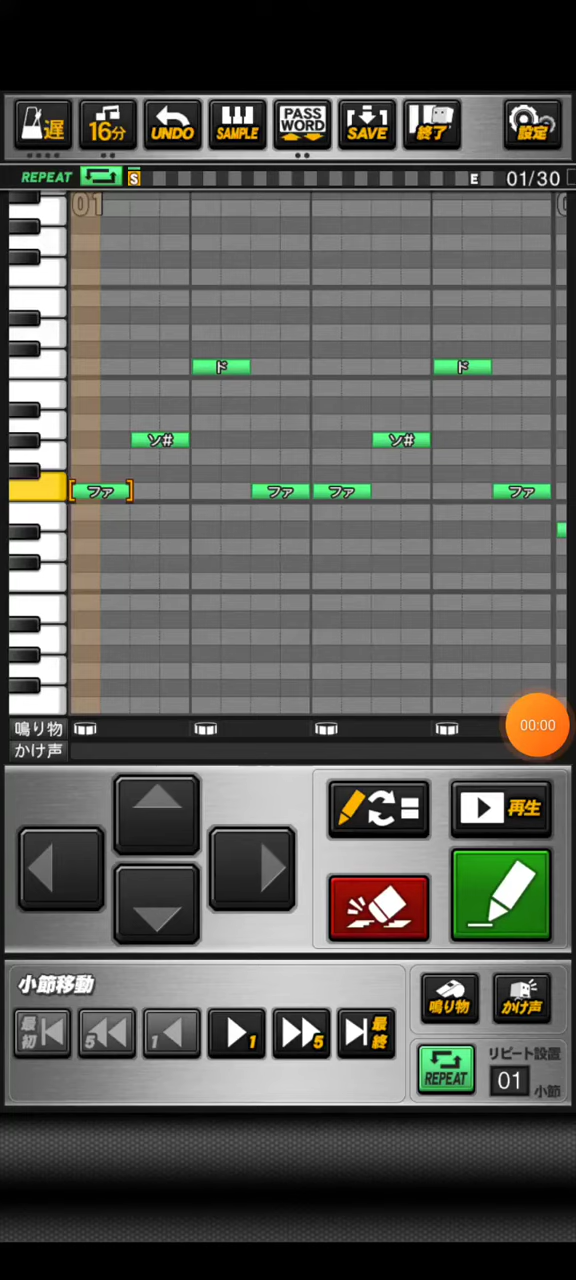 遅 16分 UNDO SAMPLE PASS WORD SAVE 終了 設定
REPEAT S E 01/30
01
ド ド
ソ# ソ#
ファ ファ ファ ファ
鳴り物
かけ声
00:00
再生
小節移動
最初 5 1 1 5 最終
鳴り物 かけ声
REPEAT リピート設置
01 小節